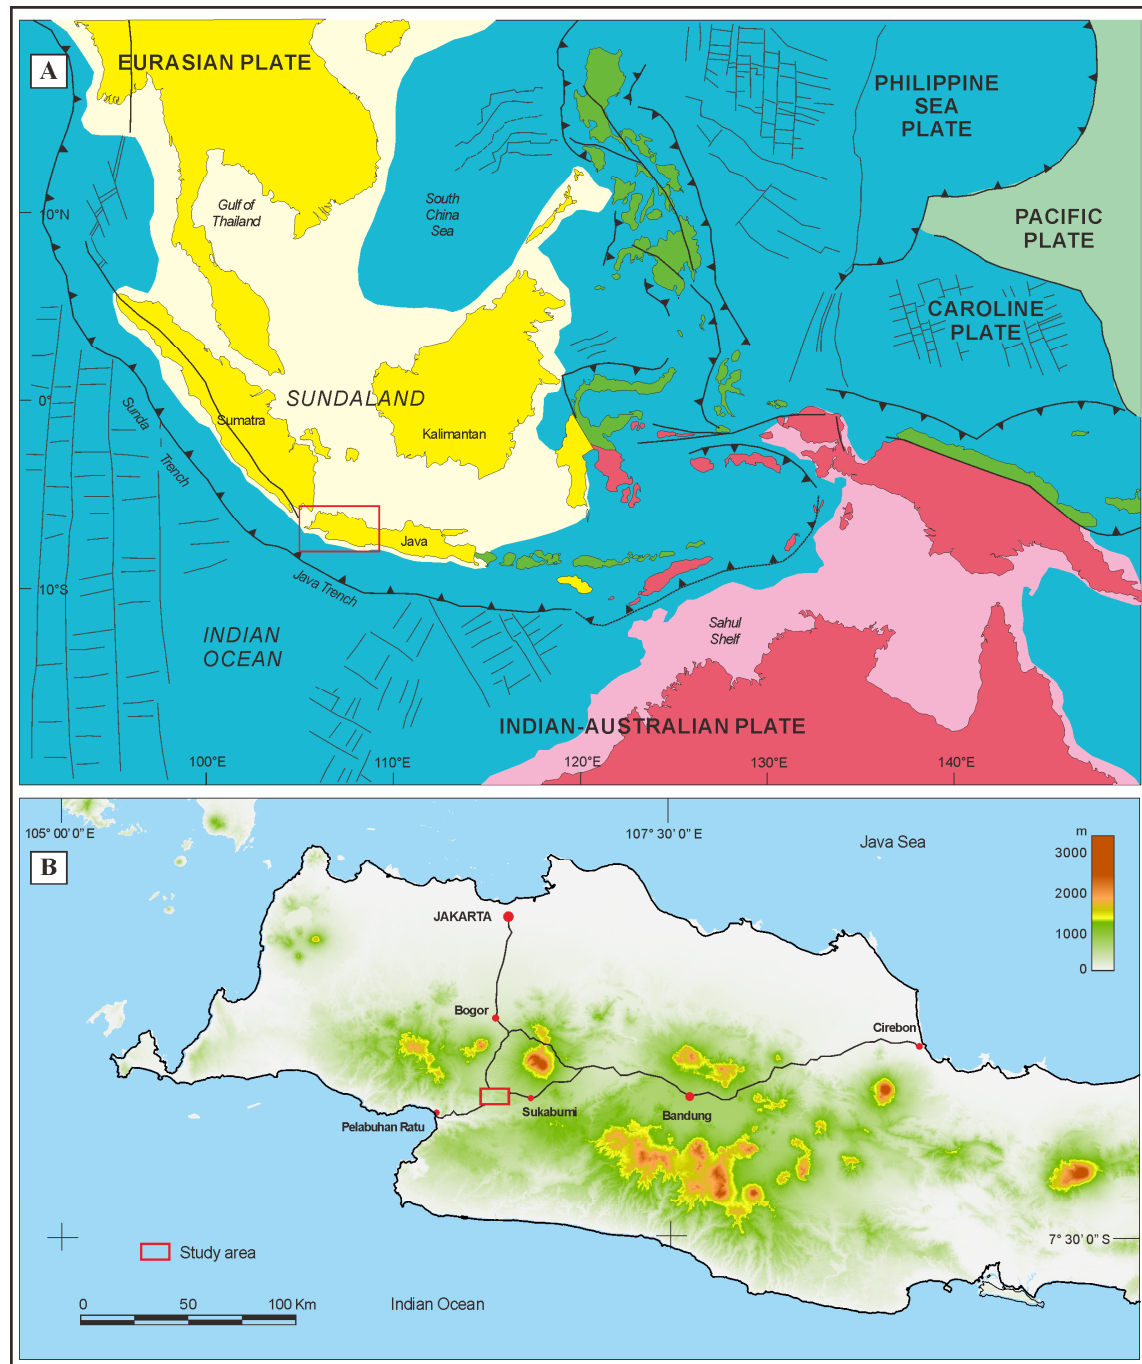 A
EURASIAN PLATE
PHILIPPINE
SEA
PLATE
10°N
Gulf of
Thailand
South
China
Sea
PACIFIC
PLATE
CAROLINE
PLATE
0°
SUNDALAND
Sunda
Trench
Sumatra
Kalimantan
Java
10°S
Java Trench
INDIAN
OCEAN
Sahul
Shelf
INDIAN-AUSTRALIAN PLATE
100°E
110°E
120°E
130°E
140°E
B
105° 00' 0" E
107° 30' 0" E
Java Sea
m
3000
2000
1000
0
JAKARTA
Bogor
Cirebon
Pelabuhan Ratu
Sukabumi
Bandung
7° 30' 0" S
Study area
0
50
100 Km
Indian Ocean